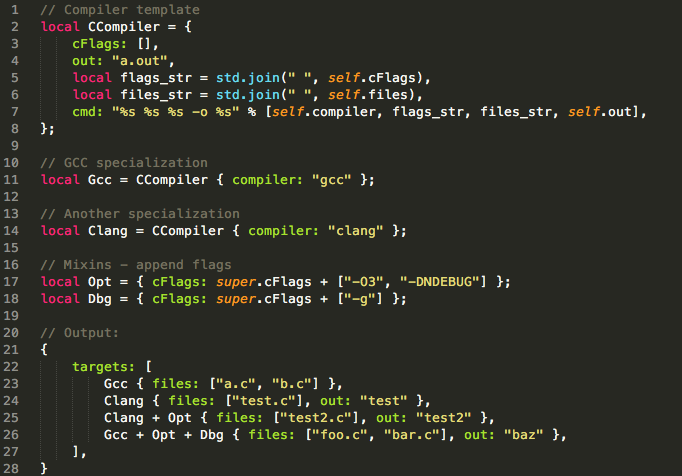 1 // Compiler template
2 local CCompiler = {
3     cFlags: [],
4     out: "a.out",
5     local flags_str = std.join(" ", self.cFlags),
6     local files_str = std.join(" ", self.files),
7     cmd: "%s %s %s -o %s" % [self.compiler, flags_str, files_str, self.out],
8 };
9
10 // GCC specialization
11 local Gcc = CCompiler { compiler: "gcc" };
12
13 // Another specialization
14 local Clang = CCompiler { compiler: "clang" };
15
16 // Mixins - append flags
17 local Opt = { cFlags: super.cFlags + ["-O3", "-DNDEBUG"] };
18 local Dbg = { cFlags: super.cFlags + ["-g"] };
19
20 // Output:
21 {
22     targets: [
23         Gcc { files: ["a.c", "b.c"] },
24         Clang { files: ["test.c"], out: "test" },
25         Clang + Opt { files: ["test2.c"], out: "test2" },
26         Gcc + Opt + Dbg { files: ["foo.c", "bar.c"], out: "baz" },
27     ],
28 }